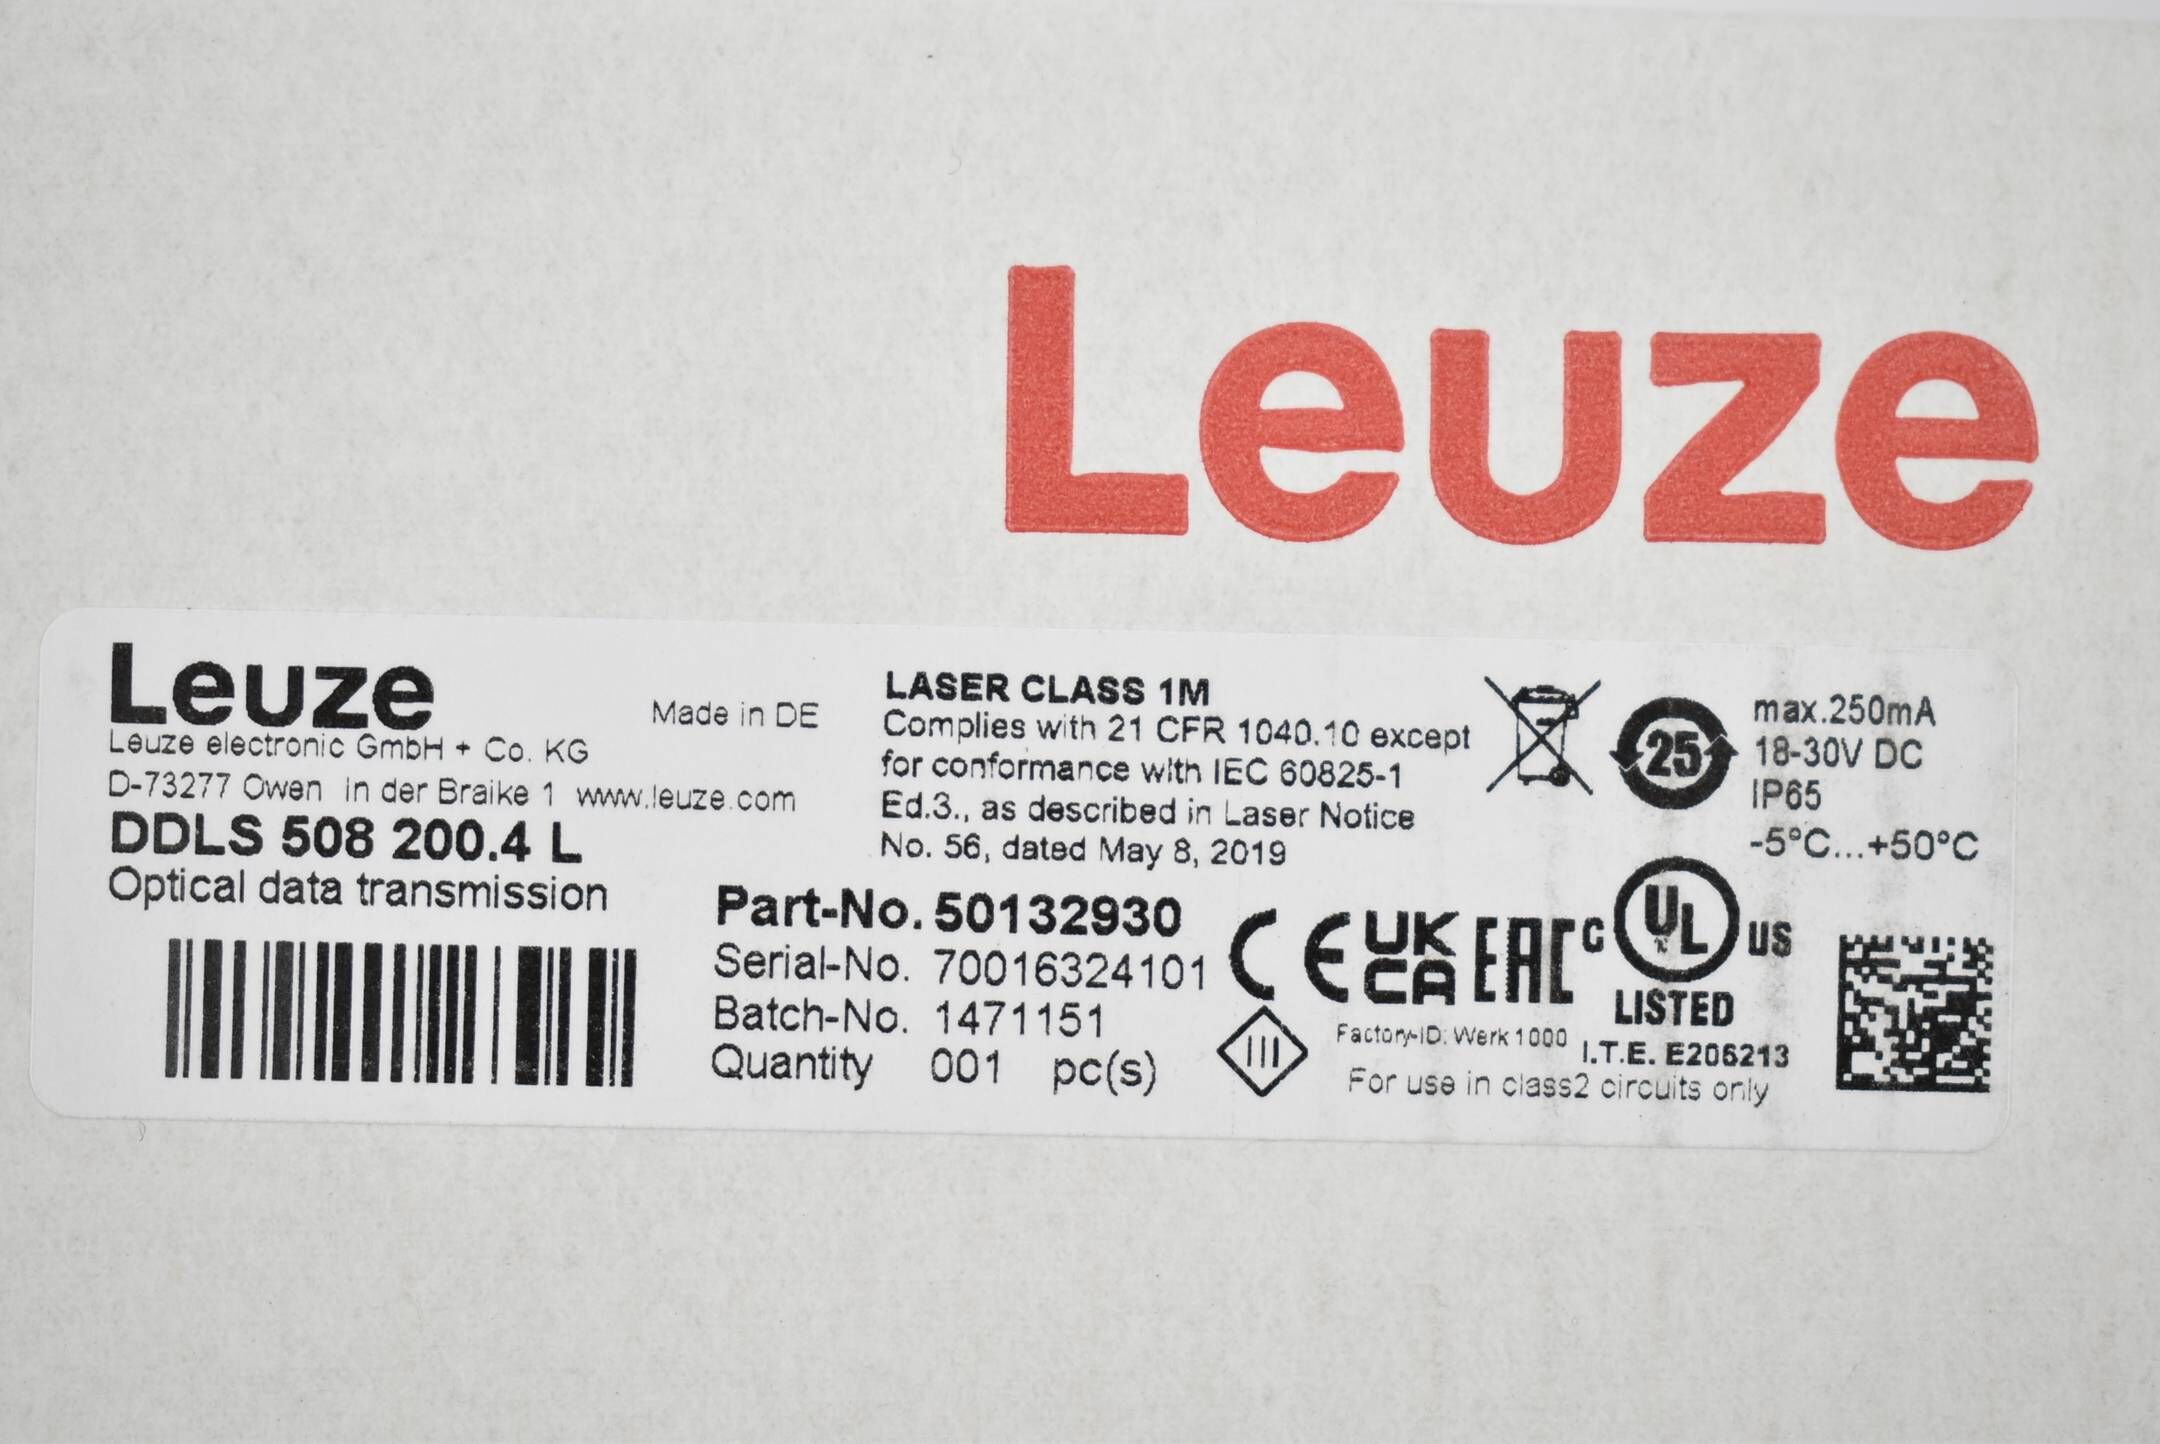 Leuze
Leuze
Made in DE
Leuze electronic GmbH + Co. KG
D-73277 Owen  In der Braike 1  www.leuze.com
DDLS 508 200.4 L
Optical data transmission
LASER CLASS 1M
Complies with 21 CFR 1040.10 except
for conformance with IEC 60825-1
Ed.3., as described in Laser Notice
No. 56, dated May 8, 2019
25
max.250mA
18-30V DC
IP65
-5°C...+50°C
Part-No. 50132930
Serial-No. 70016324101
Batch-No. 1471151
Quantity 001 pc(s)
CE UK CA EAC
C UL US
LISTED
I.T.E. E206213
III
Factory-ID: Werk 1000
For use in class2 circuits only